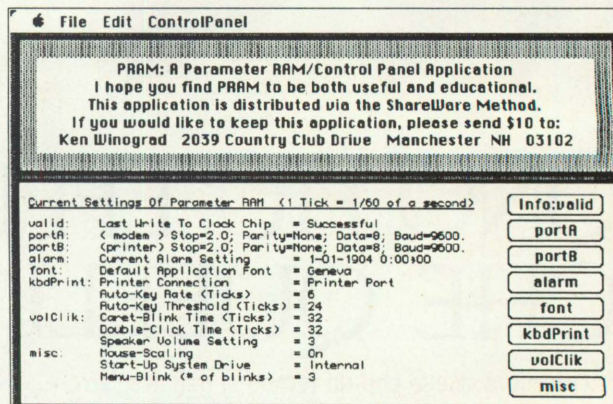 File Edit ControlPanel
PRAM: A Parameter RAM/Control Panel Application
I hope you find PRAM to be both useful and educational.
This application is distributed via the ShareWare Method.
If you would like to keep this application, please send $10 to:
Ken Winograd 2039 Country Club Drive Manchester NH 03102
Current Settings Of Parameter RAM (1 Tick = 1/60 of a second)
valid: Last Write To Clock Chip = Successful
portA: ( modem ) Stop=2.0; Parity=None; Data=8; Baud=9600.
portB: (printer) Stop=2.0; Parity=None; Data=8; Baud=9600.
alarm: Current Alarm Setting = 1-01-1904 0:00:00
font: Default Application Font = Geneva
kbdPrint: Printer Connection = Printer Port
Auto-Key Rate (Ticks) = 6
Auto-Key Threshold (Ticks) = 24
volClik: Caret-Blink Time (Ticks) = 32
Double-Click Time (Ticks) = 32
Speaker Volume Setting = 3
misc: Mouse-Scaling = On
Start-Up System Drive = Internal
Menu-Blink (# of blinks) = 3
Info:valid
portA
portB
alarm
font
kbdPrint
volClik
misc